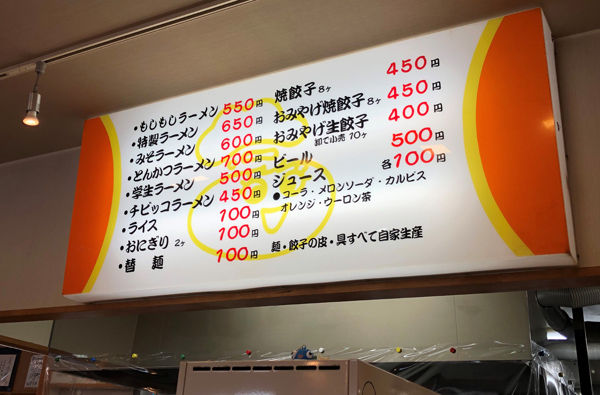 ・もしもしラーメン 550円
・特製ラーメン 650円
・みそラーメン 600円
・とんかつラーメン 700円
・学生ラーメン 500円
・チビッコラーメン 450円
・ライス 100円
・おにぎり 2ヶ 100円
・替麺 100円
焼餃子 8ヶ 450円
おみやげ焼餃子 8ヶ 450円
おみやげ生餃子 400円
卸て小売 10ヶ
ビール 500円
ジュース 各100円
●コーラ・メロンソーダ・カルピス
オレンジ・ウーロン茶
麺・餃子の皮・具すべて自家生産